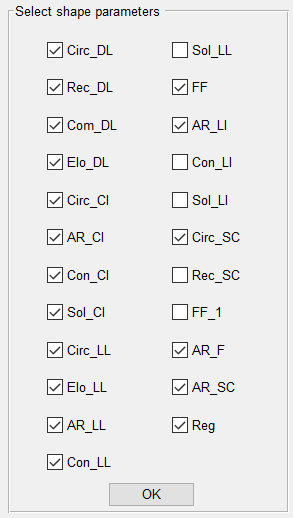 Select shape parameters
Circ_DL Sol_LL
Rec_DL FF
Com_DL AR_LI
Elo_DL Con_LI
Circ_CI Sol_LI
AR_CI Circ_SC
Con_CI Rec_SC
Sol_CI FF_1
Circ_LL AR_F
Elo_LL AR_SC
AR_LL Reg
Con_LL
OK